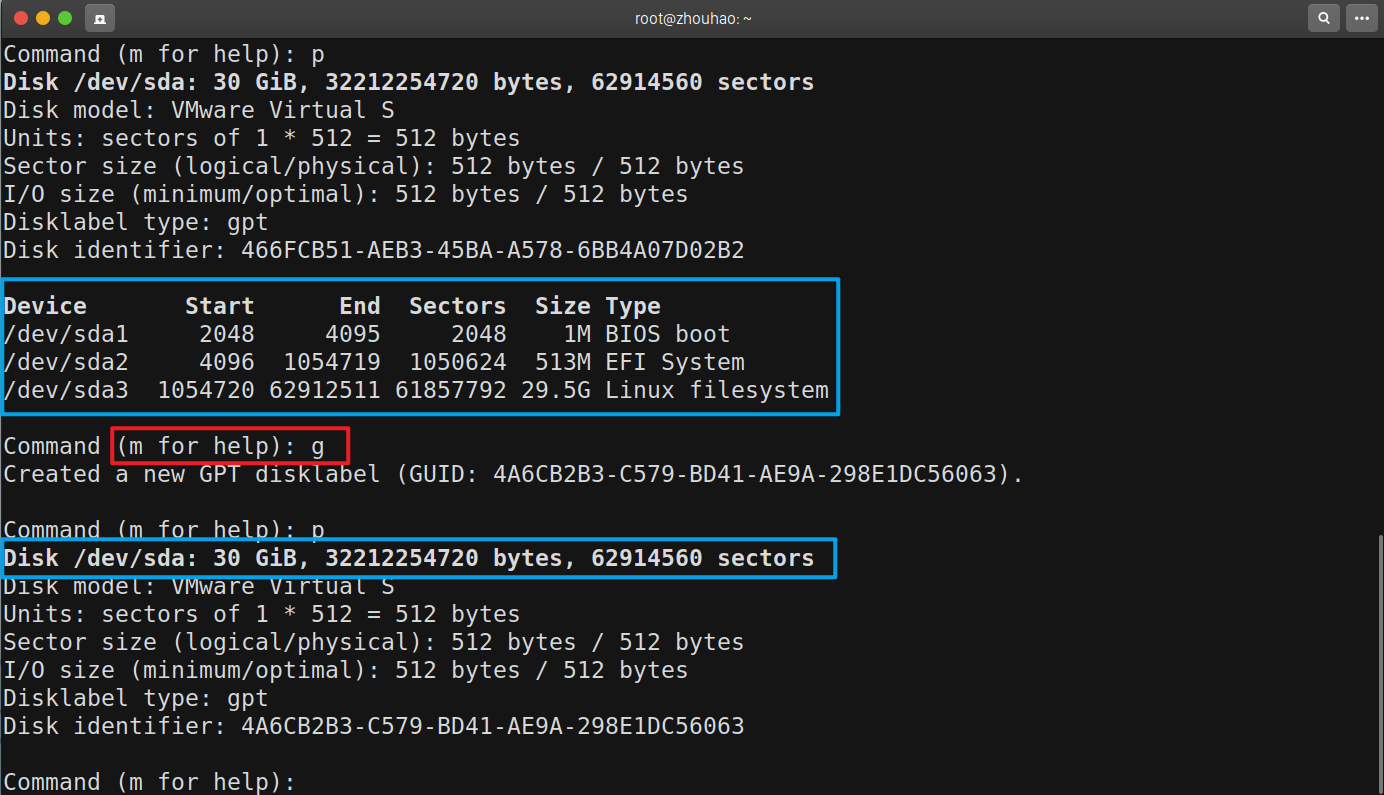 root@zhouhao: ~
Command (m for help): p
Disk /dev/sda: 30 GiB, 32212254720 bytes, 62914560 sectors
Disk model: VMware Virtual S
Units: sectors of 1 * 512 = 512 bytes
Sector size (logical/physical): 512 bytes / 512 bytes
I/O size (minimum/optimal): 512 bytes / 512 bytes
Disklabel type: gpt
Disk identifier: 466FCB51-AEB3-45BA-A578-6BB4A07D02B2
Device       Start      End  Sectors  Size Type
/dev/sda1     2048     4095     2048    1M BIOS boot
/dev/sda2     4096  1054719  1050624  513M EFI System
/dev/sda3  1054720 62912511 61857792 29.5G Linux filesystem
Command (m for help): g
Created a new GPT disklabel (GUID: 4A6CB2B3-C579-BD41-AE9A-298E1DC56063).
Command (m for help): p
Disk /dev/sda: 30 GiB, 32212254720 bytes, 62914560 sectors
Disk model: VMware Virtual S
Units: sectors of 1 * 512 = 512 bytes
Sector size (logical/physical): 512 bytes / 512 bytes
I/O size (minimum/optimal): 512 bytes / 512 bytes
Disklabel type: gpt
Disk identifier: 4A6CB2B3-C579-BD41-AE9A-298E1DC56063
Command (m for help):